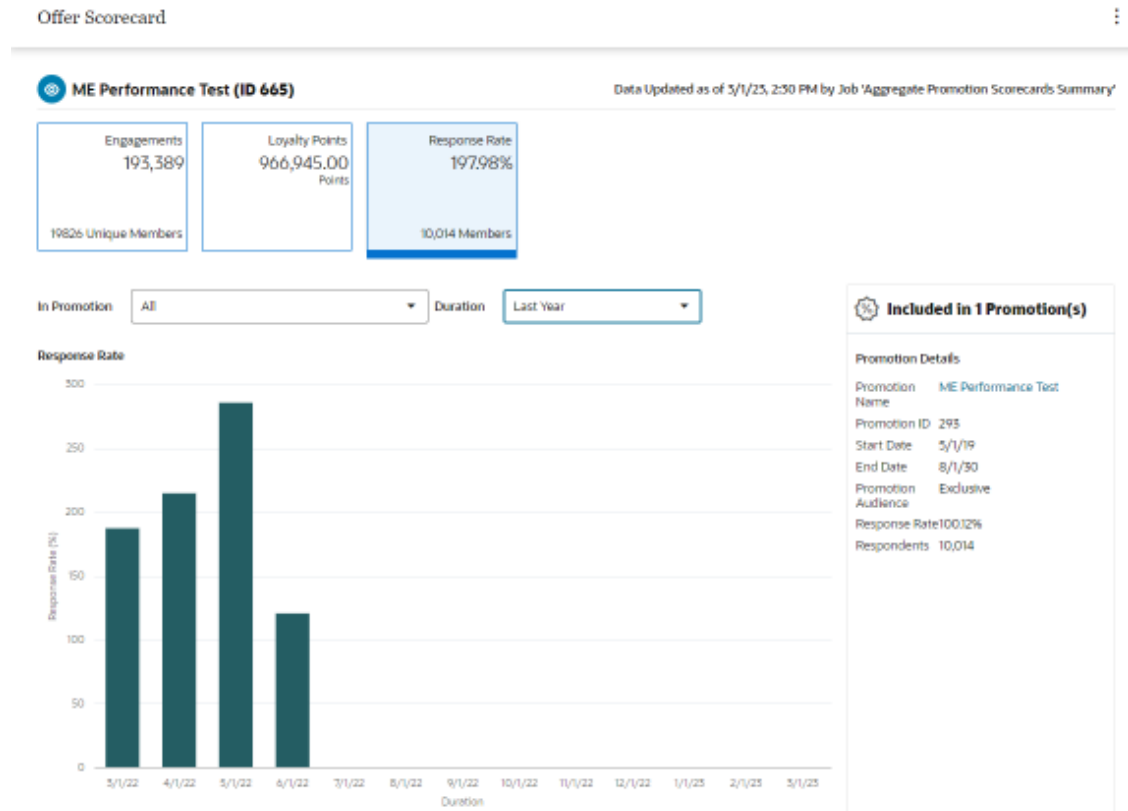 Offer Scorecard
ME Performance Test (ID 665)
Data Updated as of 3/1/23, 2:30 PM by Job 'Aggregate Promotion Scorecards Summary'
Engagements
193,389
19826 Unique Members
Loyalty Points
966,945.00
Points
Response Rate
197.98%
10,014 Members
In Promotion All Duration Last Year
Response Rate
300
250
200
150
100
50
0
Response Rate (%)
3/1/22 4/1/22 5/1/22 6/1/22 7/1/22 8/1/22 9/1/22 10/1/22 11/1/22 12/1/22 1/1/23 2/1/23 3/1/23
Duration
Included in 1 Promotion(s)
Promotion Details
Promotion Name ME Performance Test
Promotion ID 293
Start Date 5/1/19
End Date 8/1/30
Promotion Audience Exclusive
Response Rate 100.12%
Respondents 10,014